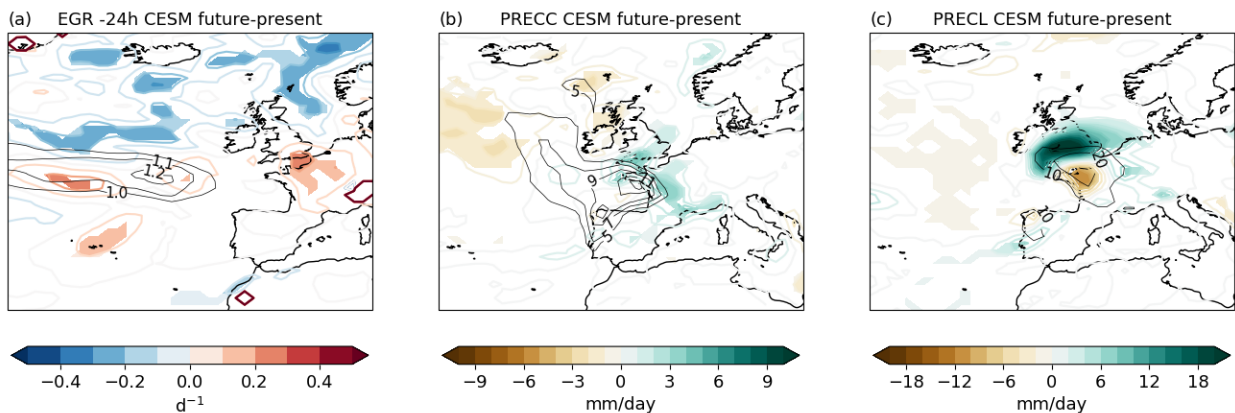 (a) EGR -24h CESM future-present
(b) PRECC CESM future-present
(c) PRECL CESM future-present
1.1
1.2
1.0
5
9
10
−0.4 −0.2 0.0 0.2 0.4
d⁻¹
−9 −6 −3 0 3 6 9
mm/day
−18 −12 −6 0 6 12 18
mm/day